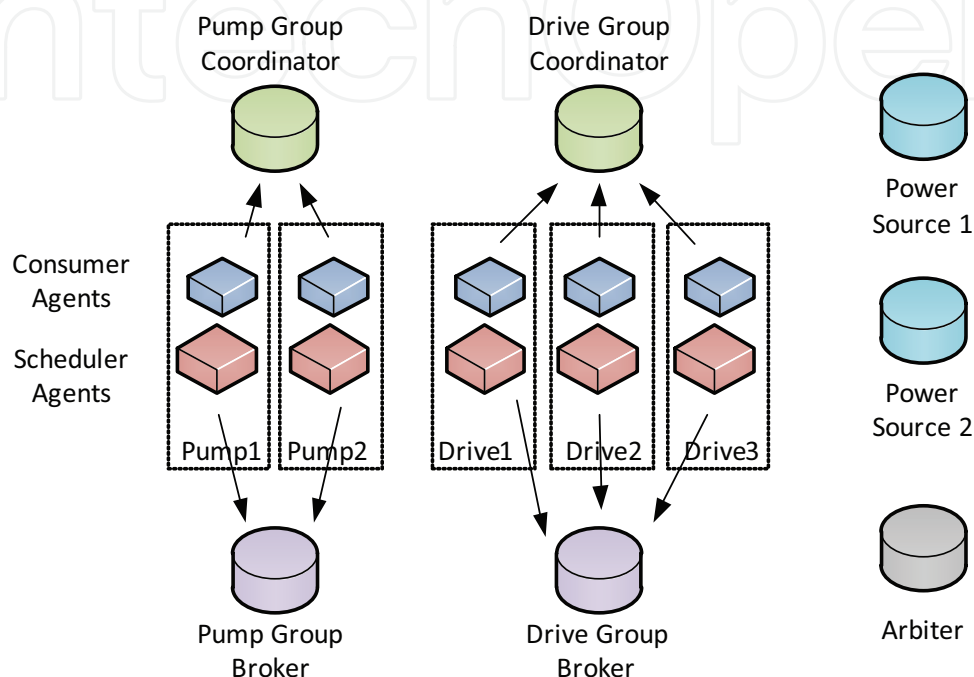 ntechOpe
Pump Group
Coordinator
Drive Group
Coordinator
Power
Source 1
Consumer
Agents
Scheduler
Agents
Power
Source 2
Pump1
Pump2
Drive1
Drive2
Drive3
Pump Group
Broker
Drive Group
Broker
Arbiter